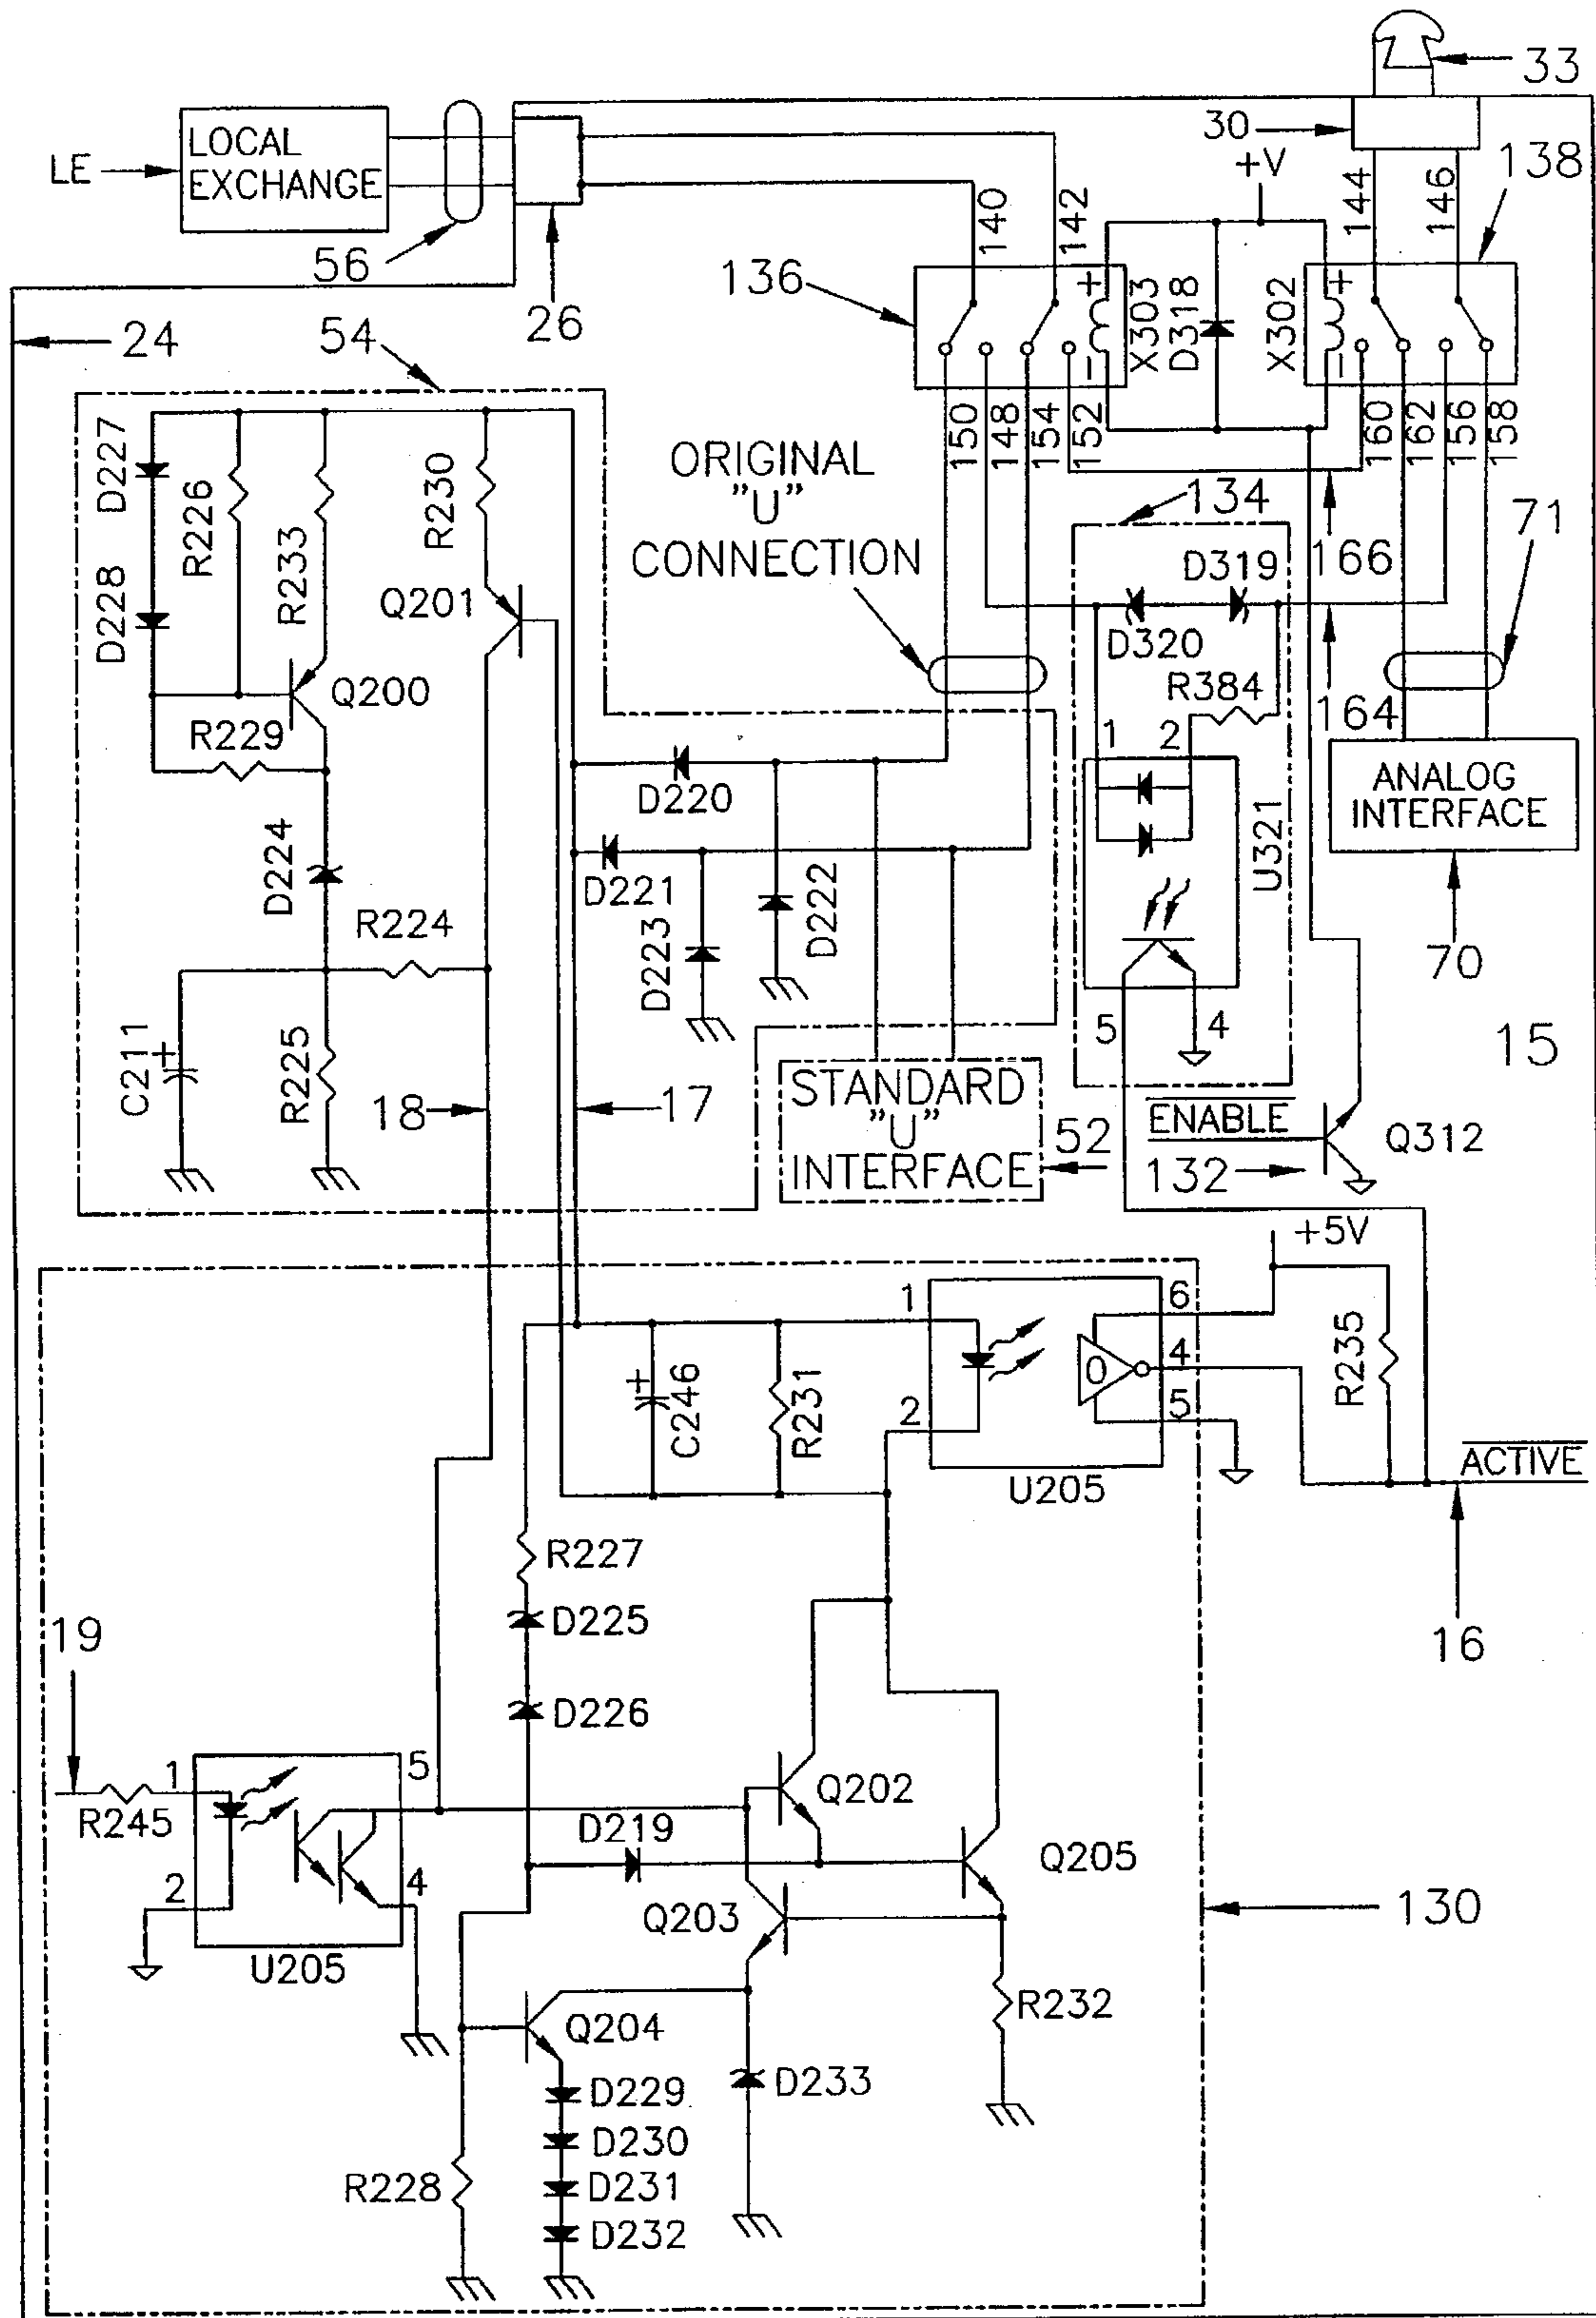 33
30
138
LE
LOCAL
EXCHANGE
+V
144
146
140
142
56
26
136
X303
D318
X302
+
-
+
-
24
54
150
148
154
152
160
162
156
158
ORIGINAL
"U"
CONNECTION
D227
R226
R233
R230
D228
Q201
Q200
R229
134
D319
166
71
D320
R384
164
1
2
D220
U321
ANALOG
INTERFACE
D221
D222
D223
D224
R224
70
5
4
15
C211
+
R225
18
17
STANDARD
"U"
INTERFACE
52
ENABLE
132
Q312
+5V
1
6
4
R235
2
5
+
C246
R231
U205
ACTIVE
16
R227
D225
D226
19
1
5
R245
Q202
D219
Q205
2
4
Q203
130
U205
R232
Q204
D229
D233
D230
R228
D231
D232
0